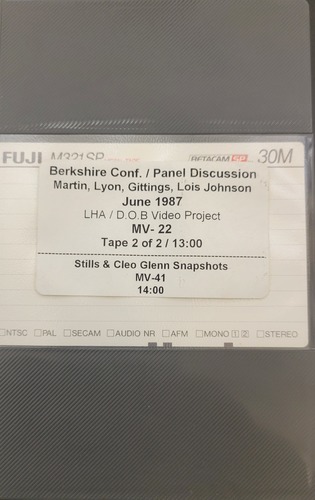 FUJI M321SP BETACAM SP 30M
Berkshire Conf. / Panel Discussion
Martin, Lyon, Gittings, Lois Johnson
June 1987
LHA / D.O.B Video Project
MV- 22
Tape 2 of 2 / 13:00
Stills & Cleo Glenn Snapshots
MV-41
14:00
NTSC PAL SECAM AUDIO NR AFM MONO 1 2 STEREO